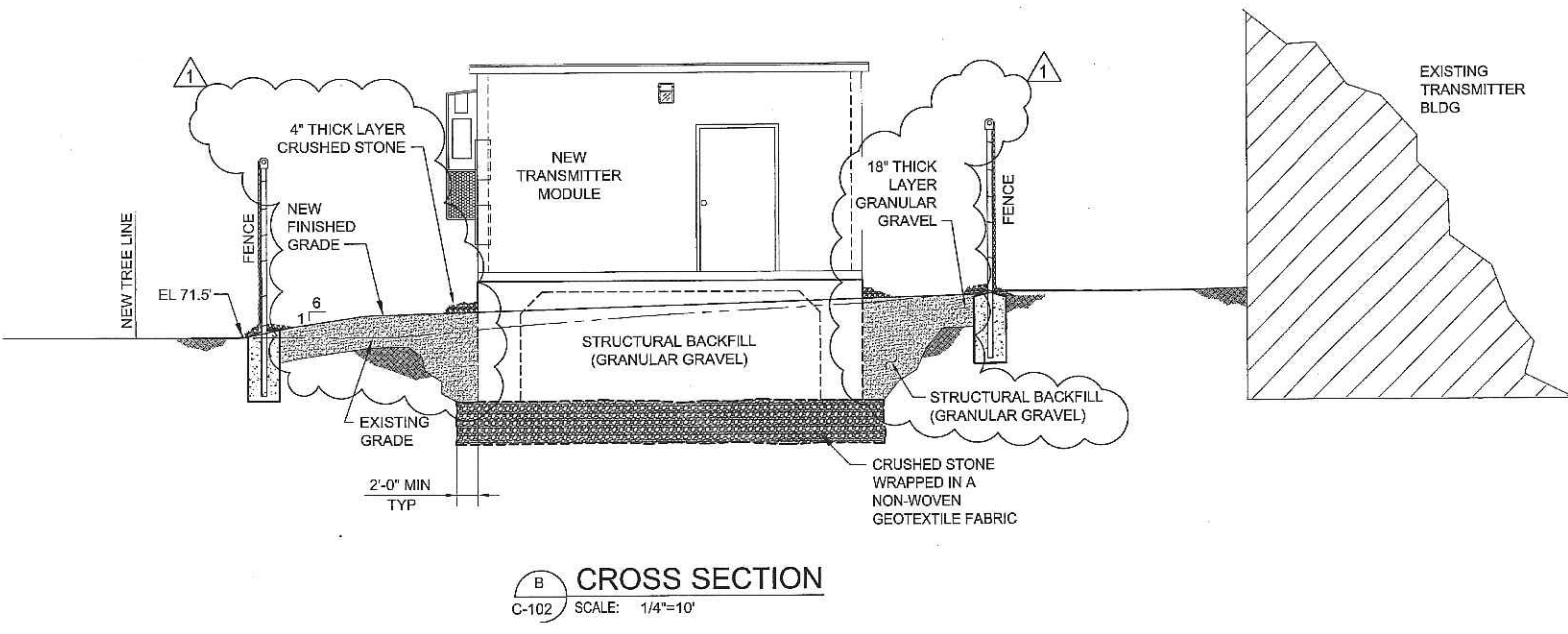 1
1
EXISTING
TRANSMITTER
BLDG
4" THICK LAYER
CRUSHED STONE
NEW
TRANSMITTER
MODULE
18" THICK
LAYER
GRANULAR
GRAVEL
FENCE
FENCE
NEW
FINISHED
GRADE
NEW TREE LINE
EL 71.5'
6
1
STRUCTURAL BACKFILL
(GRANULAR GRAVEL)
STRUCTURAL BACKFILL
(GRANULAR GRAVEL)
EXISTING
GRADE
CRUSHED STONE
WRAPPED IN A
NON-WOVEN
GEOTEXTILE FABRIC
2'-0" MIN
TYP
B
C-102
CROSS SECTION
SCALE: 1/4"=10'